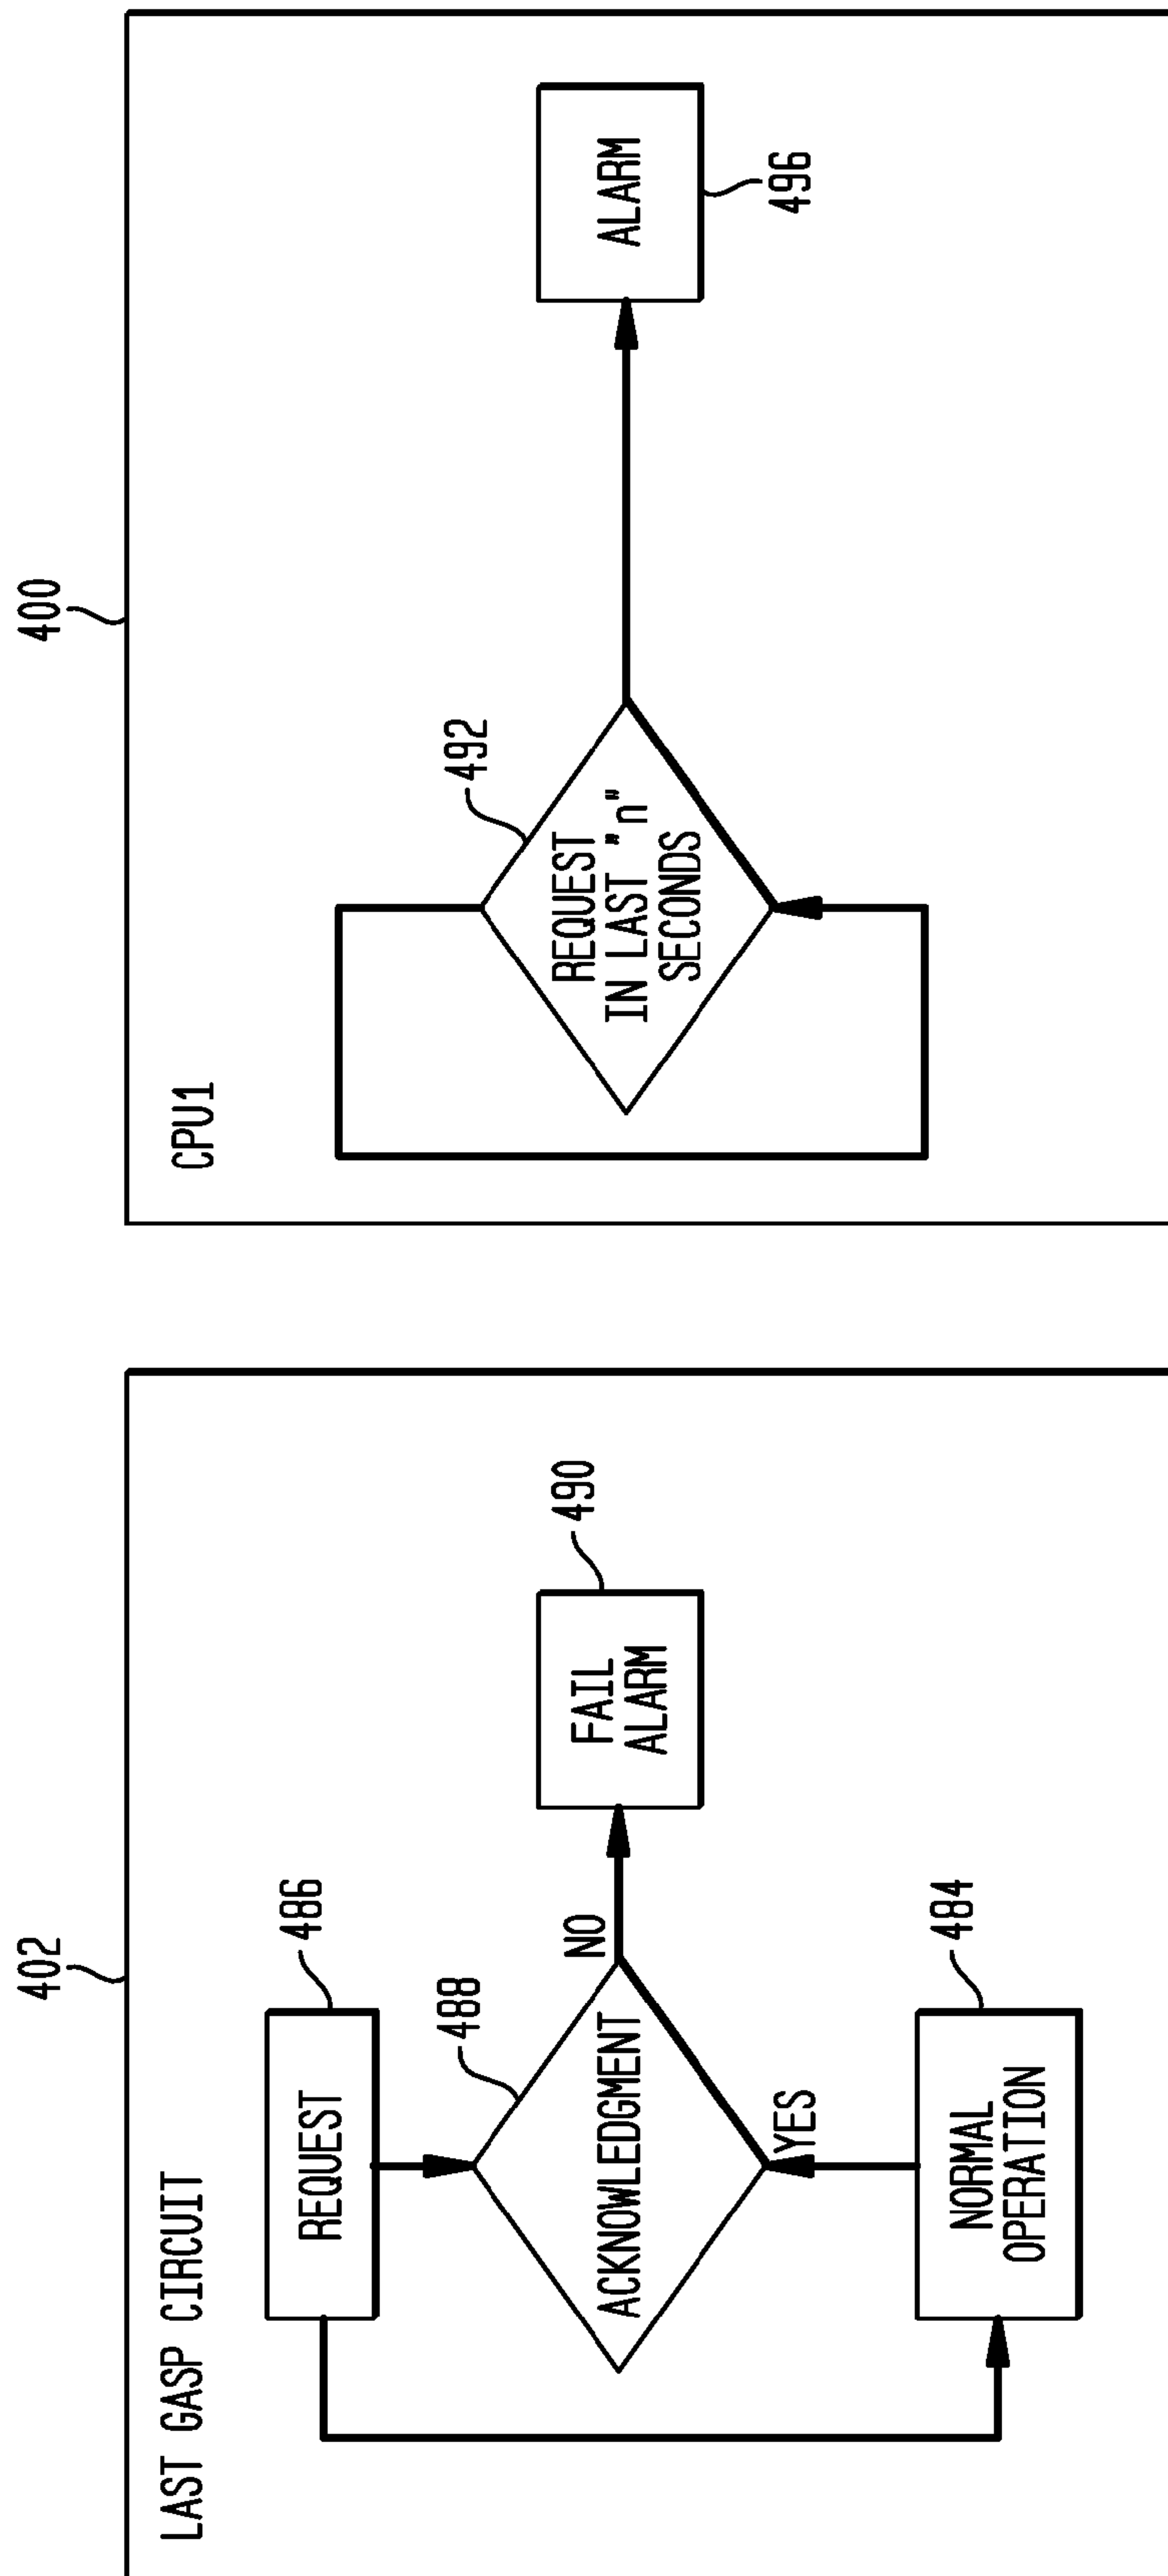 402
LAST GASP CIRCUIT
REQUEST
486
ACKNOWLEDGMENT
488
NO
FAIL
ALARM
490
YES
NORMAL
OPERATION
484
400
CPU1
REQUEST
IN LAST "n"
SECONDS
492
ALARM
496